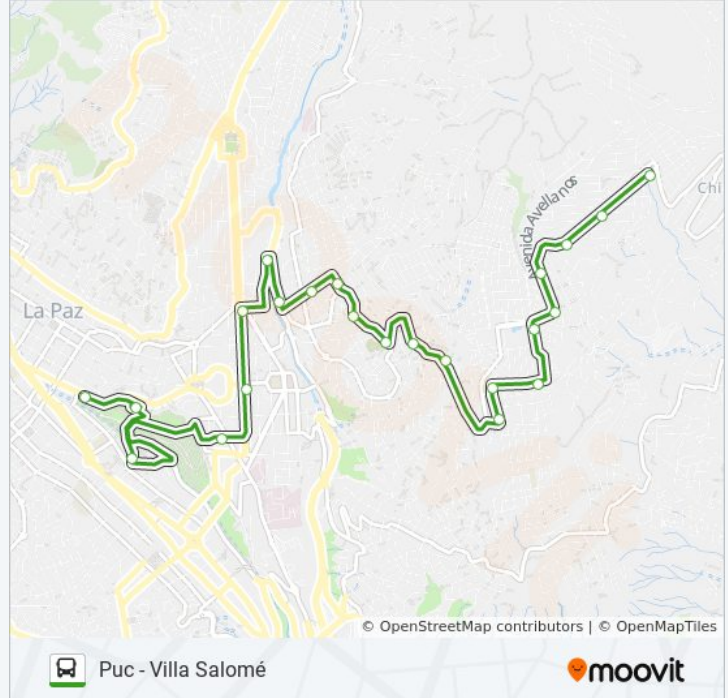 Chi
Avenida Avellanos
La Paz
© OpenStreetMap contributors | © OpenMapTiles
Puc - Villa Salomé
moovit